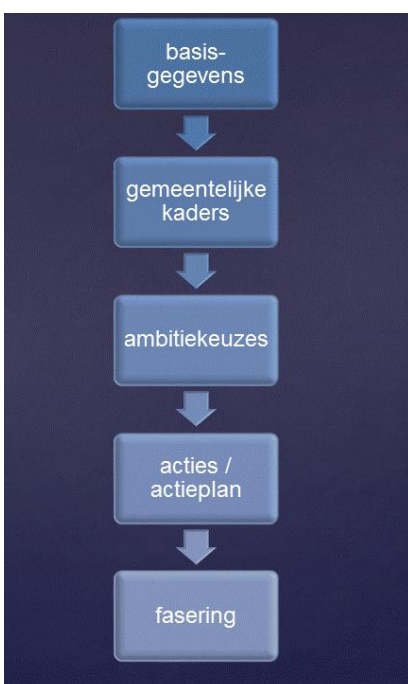 basis-
gegevens
gemeentelijke
kaders
ambitiekeuzes
acties /
actieplan
fasering